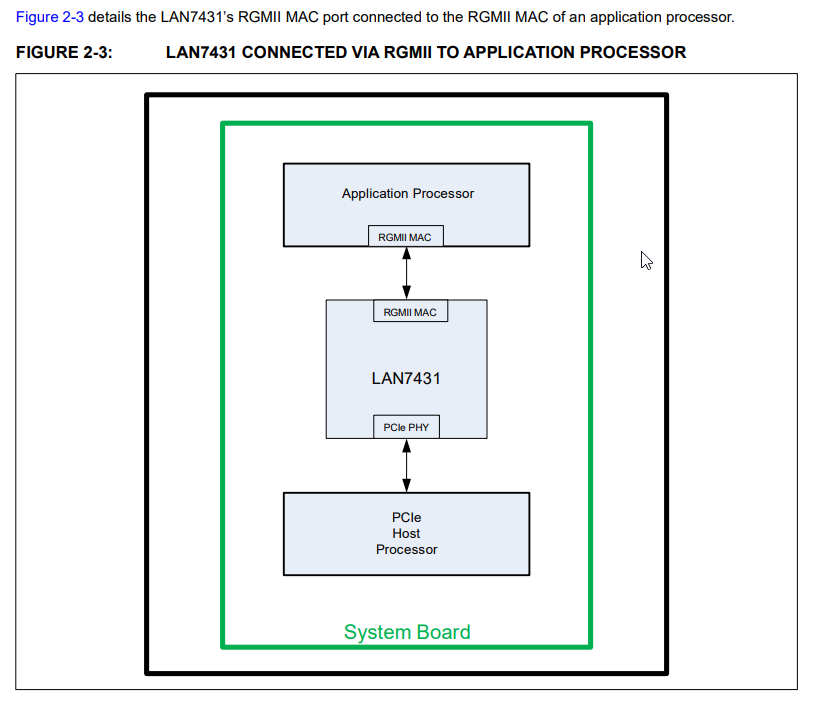 Figure 2-3 details the LAN7431's RGMII MAC port connected to the RGMII MAC of an application processor.
FIGURE 2-3: LAN7431 CONNECTED VIA RGMII TO APPLICATION PROCESSOR
Application Processor
RGMII MAC
RGMII MAC
LAN7431
PCIe PHY
PCIe
Host
Processor
System Board